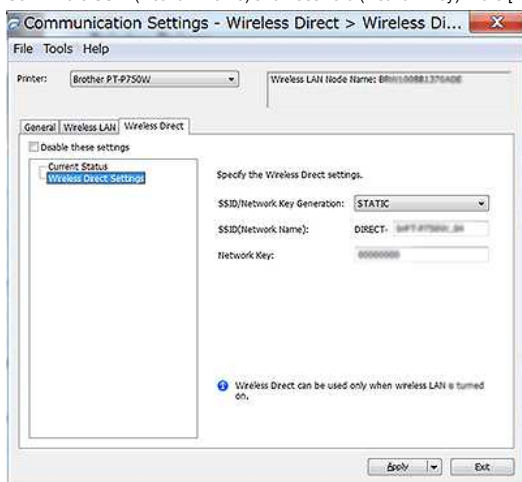 Communication Settings - Wireless Direct > Wireless Di...
File Tools Help
Printer: Brother PT-P750W Wireless LAN Node Name:
General Wireless LAN Wireless Direct
Disable these settings
Current Status
Wireless Direct Settings
Specify the Wireless Direct settings.
SSID/Network Key Generation: STATIC
SSID(Network Name): DIRECT-
Network Key:
Wireless Direct can be used only when wireless LAN is turned
on.
Apply Exit